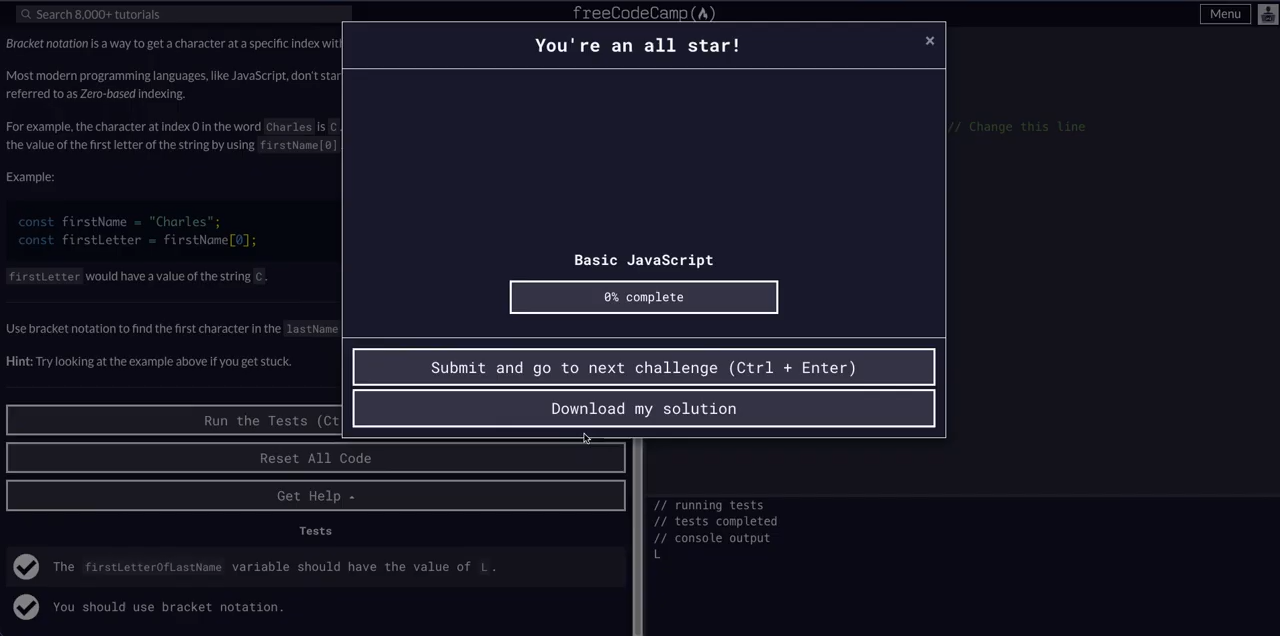 Search 8,000+ tutorials
freeCodeCamp
Menu
Bracket notation is a way to get a character at a specific index with
Most modern programming languages, like JavaScript, don't star
referred to as Zero-based indexing.
For example, the character at index 0 in the word Charles is C.
the value of the first letter of the string by using firstName[0]
Example:
const firstName = "Charles";
const firstLetter = firstName[0];
firstLetter would have a value of the string C.
Use bracket notation to find the first character in the lastName
Hint: Try looking at the example above if you get stuck.
Run the Tests (Ct
Reset All Code
Get Help
Tests
The firstLetterOfLastName variable should have the value of L.
You should use bracket notation.
You're an all star!
×
Basic JavaScript
0% complete
Submit and go to next challenge (Ctrl + Enter)
Download my solution
// Change this line
// running tests
// tests completed
// console output
L